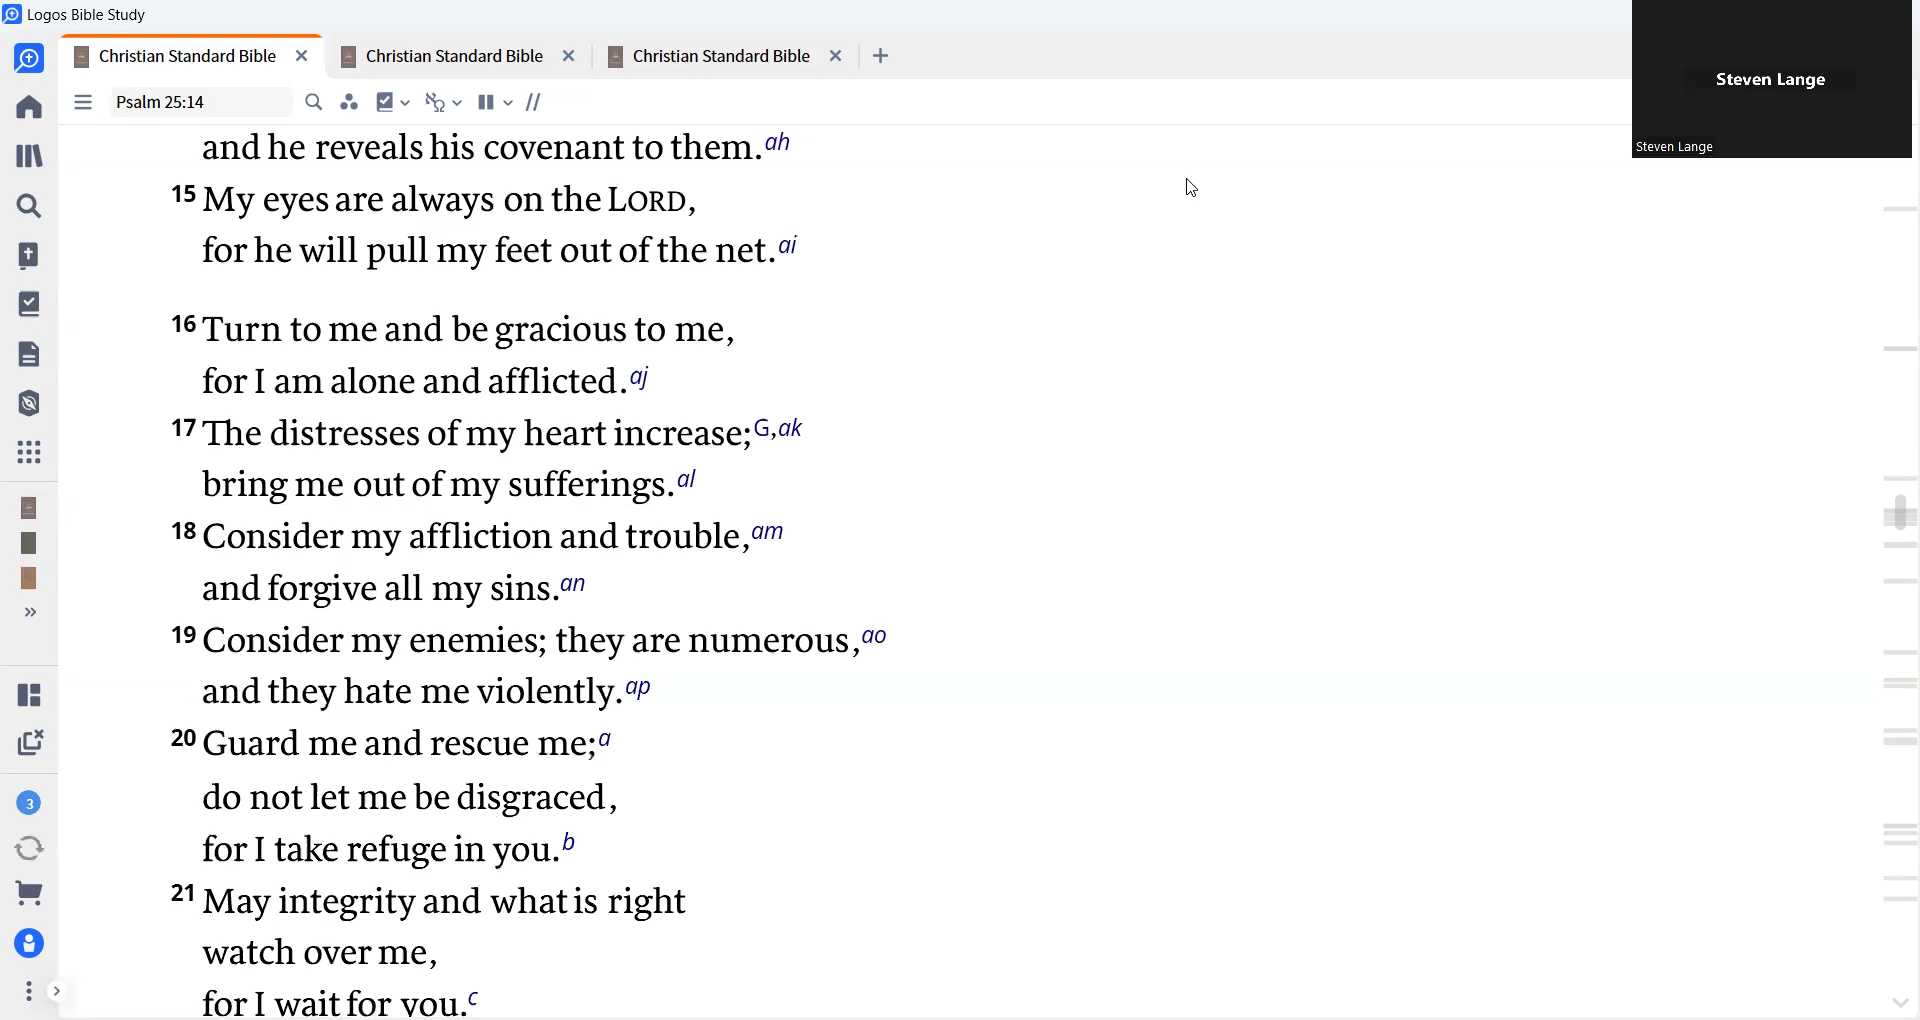 Logos Bible Study
Christian Standard Bible
Christian Standard Bible
Christian Standard Bible
Psalm 25:14
Steven Lange
Steven Lange
and he reveals his covenant to them.ah
15 My eyes are always on the LORD,
for he will pull my feet out of the net.ai
16 Turn to me and be gracious to me,
for I am alone and afflicted.aj
17 The distresses of my heart increase;G,ak
bring me out of my sufferings.al
18 Consider my affliction and trouble,am
and forgive all my sins.an
19 Consider my enemies; they are numerous,ao
and they hate me violently.ap
20 Guard me and rescue me;a
do not let me be disgraced,
for I take refuge in you.b
21 May integrity and what is right
watch over me,
for I wait for you.c
3